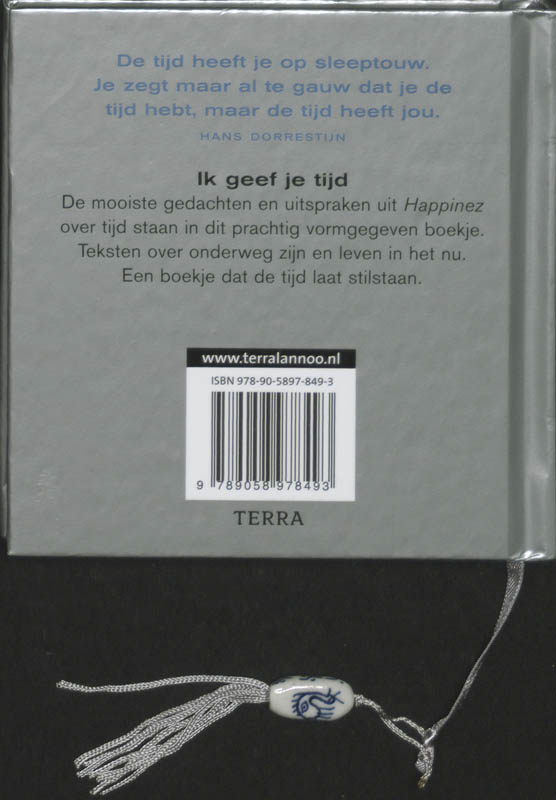 De tijd heeft je op sleeptouw.
Je zegt maar al te gauw dat je de
tijd hebt, maar de tijd heeft jou.
HANS DORRESTIJN
Ik geef je tijd
De mooiste gedachten en uitspraken uit Happinez
over tijd staan in dit prachtig vormgegeven boekje.
Teksten over onderweg zijn en leven in het nu.
Een boekje dat de tijd laat stilstaan.
www.terralannoo.nl
ISBN 978-90-5897-849-3
9 789058 978493
TERRA